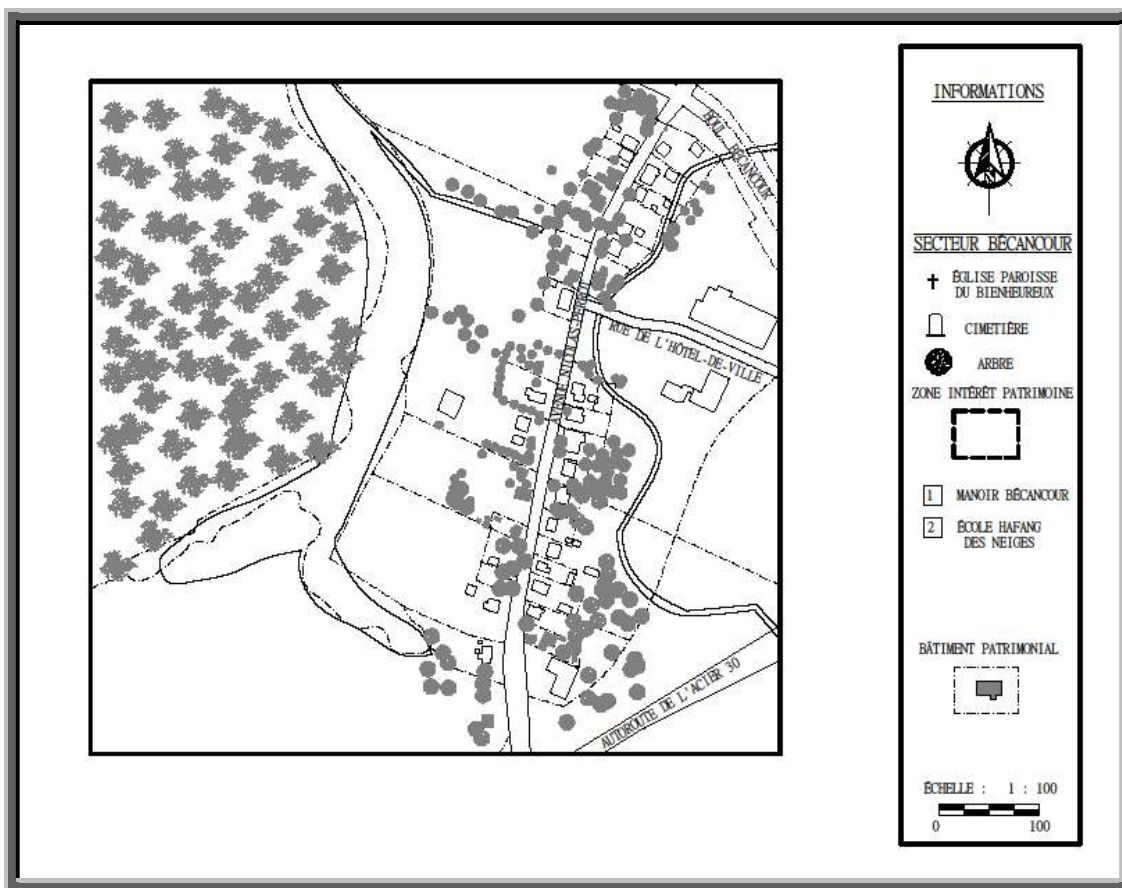 BOUL. BÉCANCOUR
RUE DE L'HÔTEL-DE-VILLE
AUTOROUTE DE L'ACIER 30
INFORMATIONS
N
SECTEUR BÉCANCOUR
ÉGLISE PAROISSE
DU BIENHEUREUX
CIMETIÈRE
ARBRE
ZONE INTÉRÊT PATRIMOINE
1 MANOIR BÉCANCOUR
2 ÉCOLE HAFANG
DES NEIGES
BÂTIMENT PATRIMONIAL
ÉCHELLE : 1 : 100
0 100